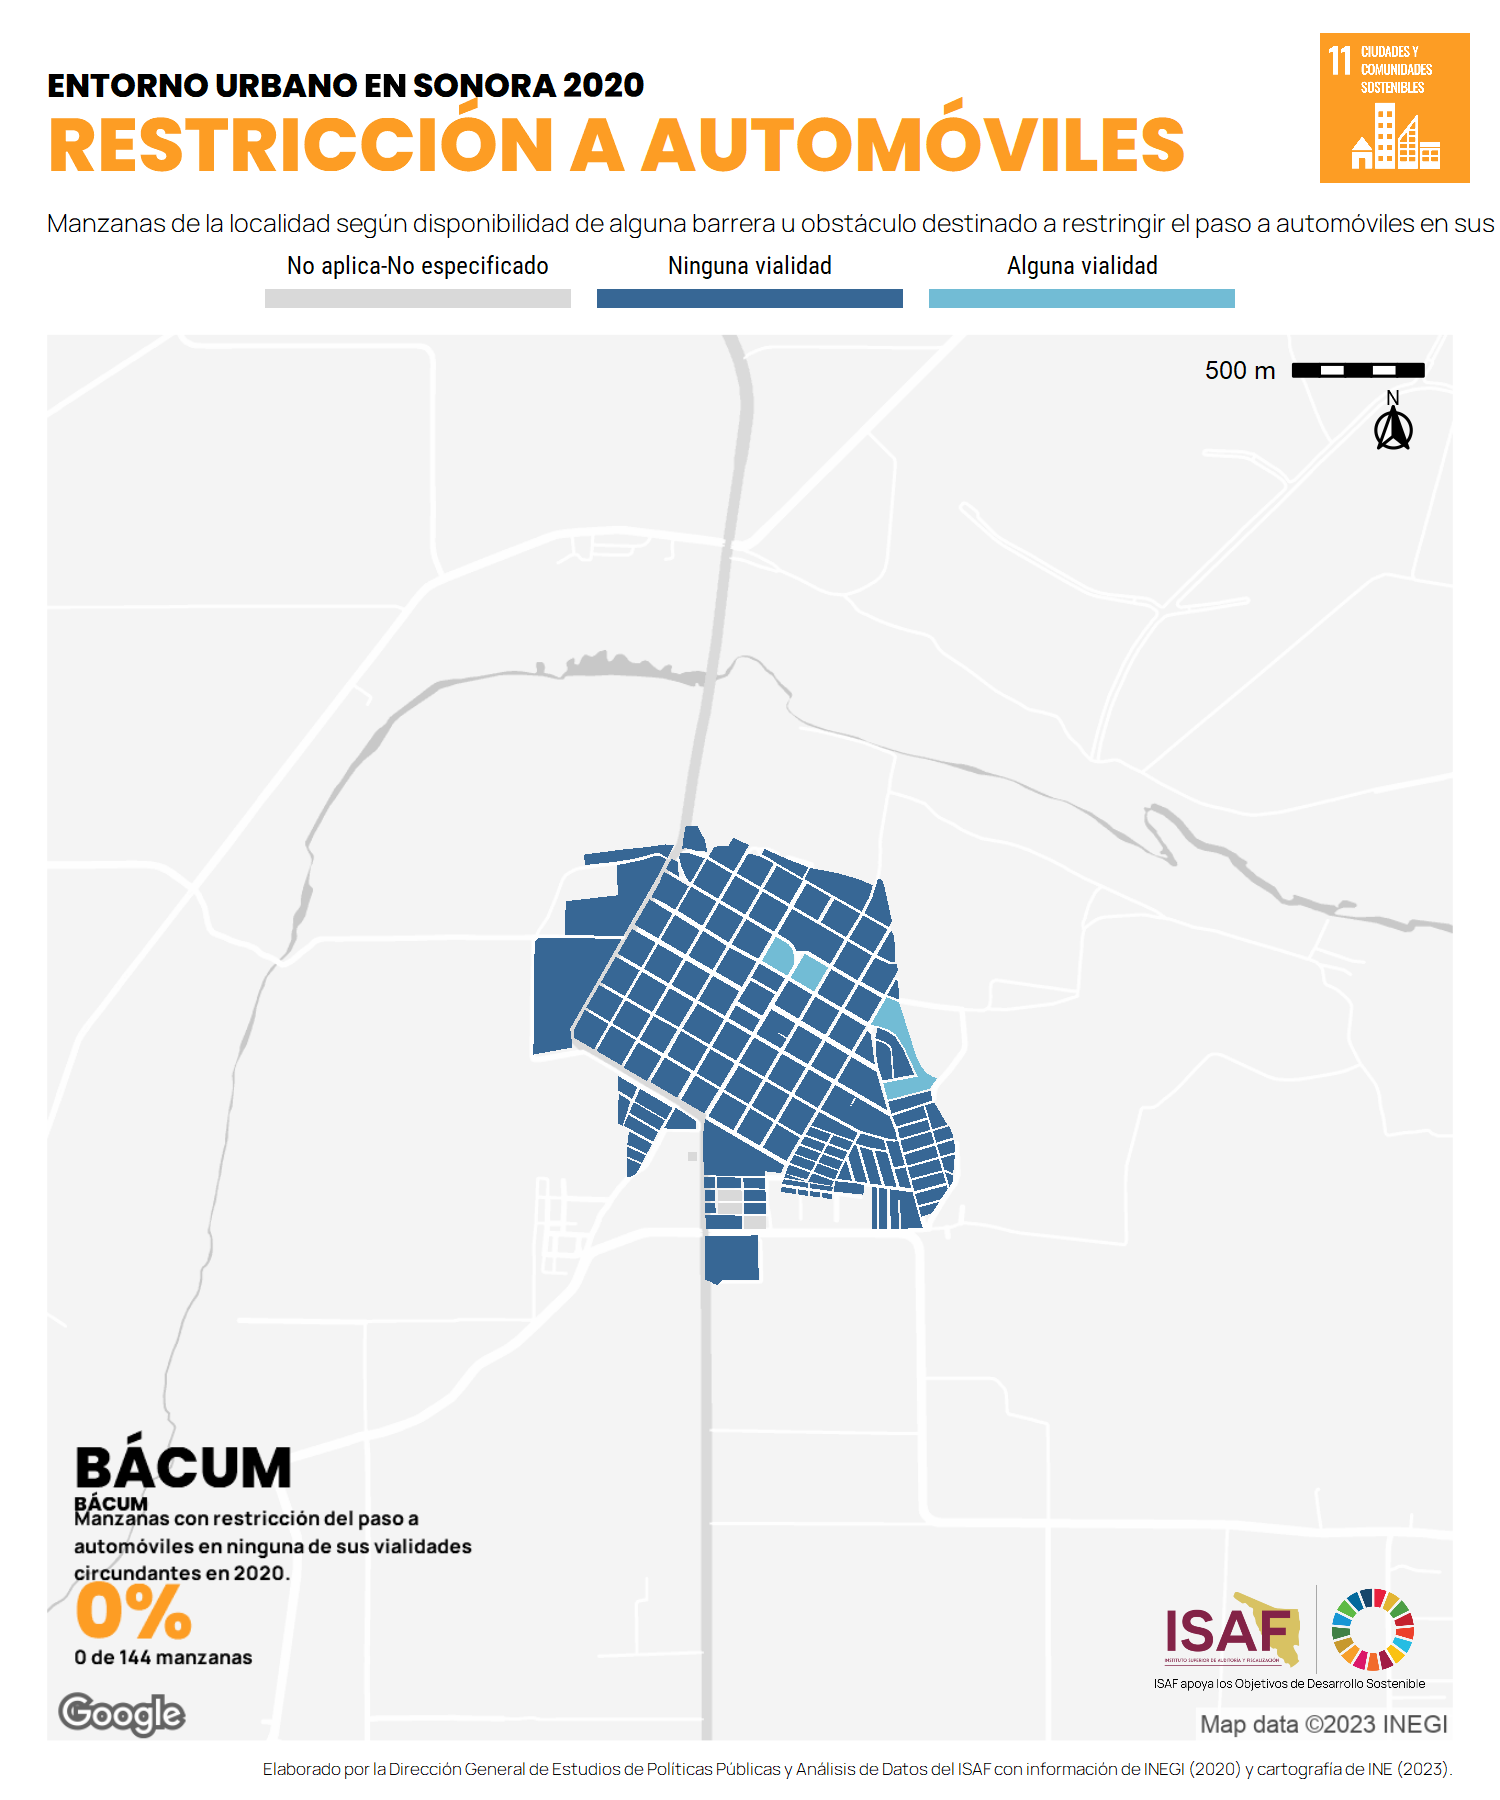 ENTORNO URBANO EN SONORA 2020
RESTRICCIÓN A AUTOMÓVILES
11 CIUDADES Y
COMUNIDADES
SOSTENIBLES
Manzanas de la localidad según disponibilidad de alguna barrera u obstáculo destinado a restringir el paso a automóviles en sus
No aplica-No especificado
Ninguna vialidad
Alguna vialidad
500 m
N
BÁCUM
BÁCUM
Manzanas con restricción del paso a
automóviles en ninguna de sus vialidades
circundantes en 2020.
0%
0 de 144 manzanas
Google
ISAF
INSTITUTO SUPERIOR DE AUDITORÍA Y FISCALIZACIÓN
ISAF apoya los Objetivos de Desarrollo Sostenible
Map data ©2023 INEGI
Elaborado por la Dirección General de Estudios de Políticas Públicas y Análisis de Datos del ISAF con información de INEGI (2020) y cartografía de INE (2023).